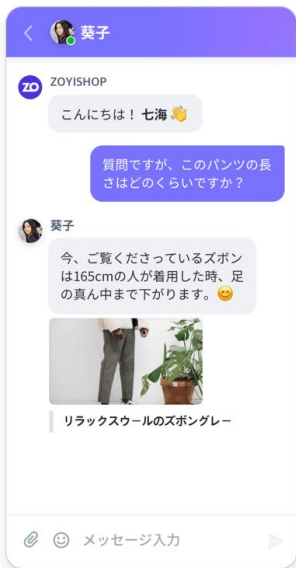 葵子
ZO
ZOYISHOP
こんにちは！ 七海 👋
質問ですが、このパンツの長
さはどのくらいですか？
葵子
今、ご覧くださっているズボン
は165cmの人が着用した時、足
の真ん中まで下がります。😊
リラックスウールのズボングレー
メッセージ入力